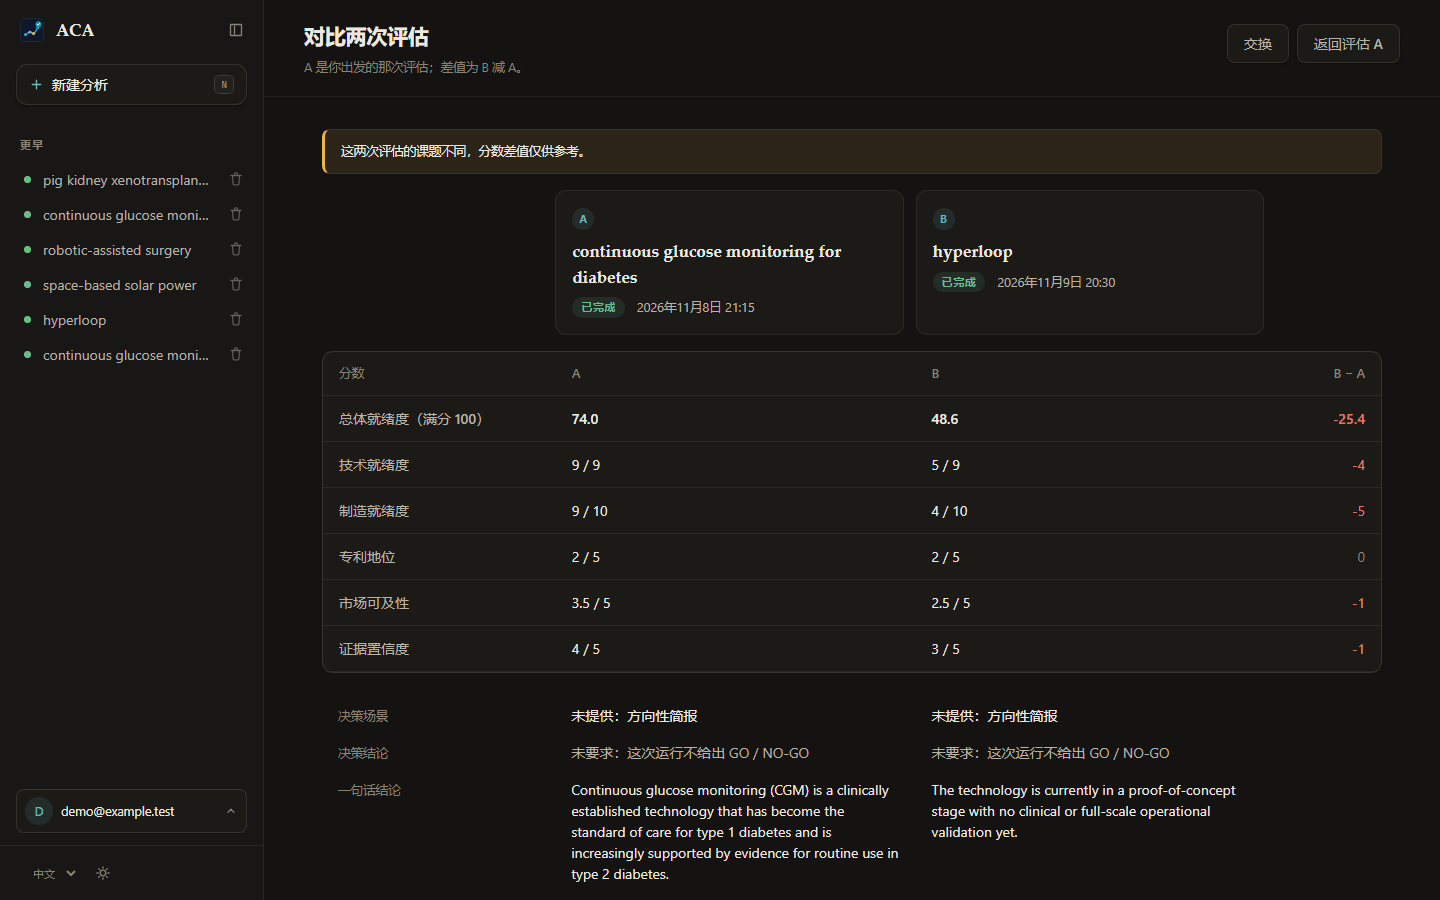 ACA
新建分析
N
更早
pig kidney xenotransplan...
continuous glucose moni...
robotic-assisted surgery
space-based solar power
hyperloop
continuous glucose moni...
D
demo@example.test
中文
对比两次评估
A 是你出发的那次评估；差值为 B 减 A。
交换
返回评估 A
这两次评估的课题不同，分数差值仅供参考。
A
continuous glucose monitoring for
diabetes
已完成 2026年11月8日 21:15
B
hyperloop
已完成 2026年11月9日 20:30
分数 A B B − A
总体就绪度（满分 100） 74.0 48.6 -25.4
技术就绪度 9 / 9 5 / 9 -4
制造就绪度 9 / 10 4 / 10 -5
专利地位 2 / 5 2 / 5 0
市场可及性 3.5 / 5 2.5 / 5 -1
证据置信度 4 / 5 3 / 5 -1
决策场景 未提供：方向性简报 未提供：方向性简报
决策结论 未要求：这次运行不给出 GO / NO-GO 未要求：这次运行不给出 GO / NO-GO
一句话结论
Continuous glucose monitoring (CGM) is a clinically
established technology that has become the
standard of care for type 1 diabetes and is
increasingly supported by evidence for routine use in
type 2 diabetes.
The technology is currently in a proof-of-concept
stage with no clinical or full-scale operational
validation yet.